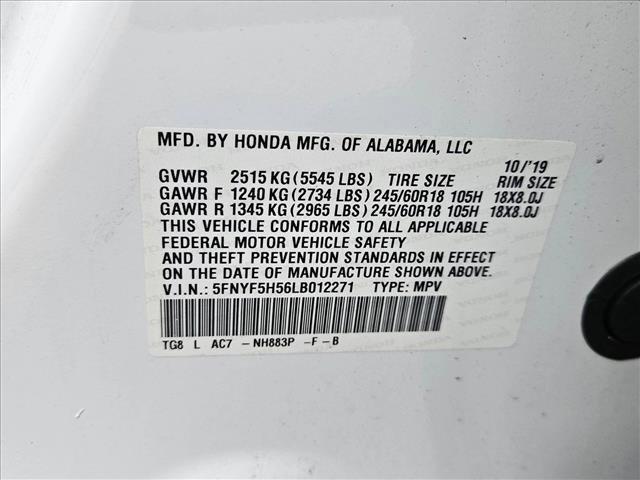 MFD. BY HONDA MFG. OF ALABAMA, LLC
10/'19
GVWR 2515 KG (5545 LBS) TIRE SIZE RIM SIZE
GAWR F 1240 KG (2734 LBS) 245/60R18 105H 18X8.0J
GAWR R 1345 KG (2965 LBS) 245/60R18 105H 18X8.0J
THIS VEHICLE CONFORMS TO ALL APPLICABLE
FEDERAL MOTOR VEHICLE SAFETY
AND THEFT PREVENTION STANDARDS IN EFFECT
ON THE DATE OF MANUFACTURE SHOWN ABOVE.
V.I.N.: 5FNYF5H56LB012271 TYPE: MPV
TG8 L AC7 -NH883P -F-B